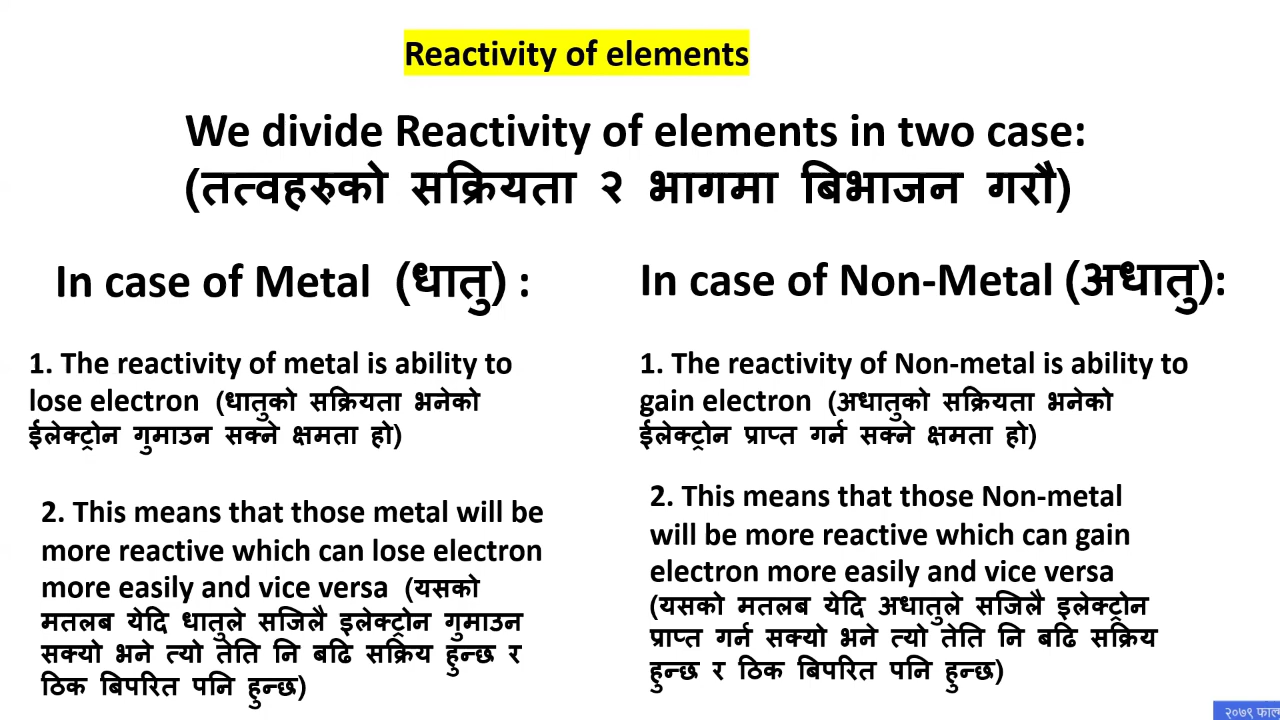 Reactivity of elements
We divide Reactivity of elements in two case:
(तत्वहरुको सक्रियता २ भागमा बिभाजन गरौ)
In case of Metal (धातु) :
1. The reactivity of metal is ability to
lose electron (धातुको सक्रियता भनेको
ईलेक्ट्रोन गुमाउन सक्ने क्षमता हो)
2. This means that those metal will be
more reactive which can lose electron
more easily and vice versa (यसको
मतलब येदि धातुले सजिलै इलेक्ट्रोन गुमाउन
सक्यो भने त्यो तेति नि बढि सक्रिय हुन्छ र
ठिक बिपरित पनि हुन्छ)
In case of Non-Metal (अधातु):
1. The reactivity of Non-metal is ability to
gain electron (अधातुको सक्रियता भनेको
ईलेक्ट्रोन प्राप्त गर्न सक्ने क्षमता हो)
2. This means that those Non-metal
will be more reactive which can gain
electron more easily and vice versa
(यसको मतलब येदि अधातुले सजिलै इलेक्ट्रोन
प्राप्त गर्न सक्यो भने त्यो तेति नि बढि सक्रिय
हुन्छ र ठिक बिपरित पनि हुन्छ)
२०७९